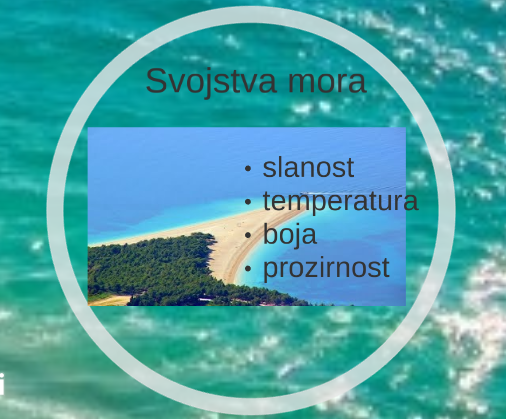 Svojstva mora
• slanost
• temperatura
• boja
• prozirnost
i